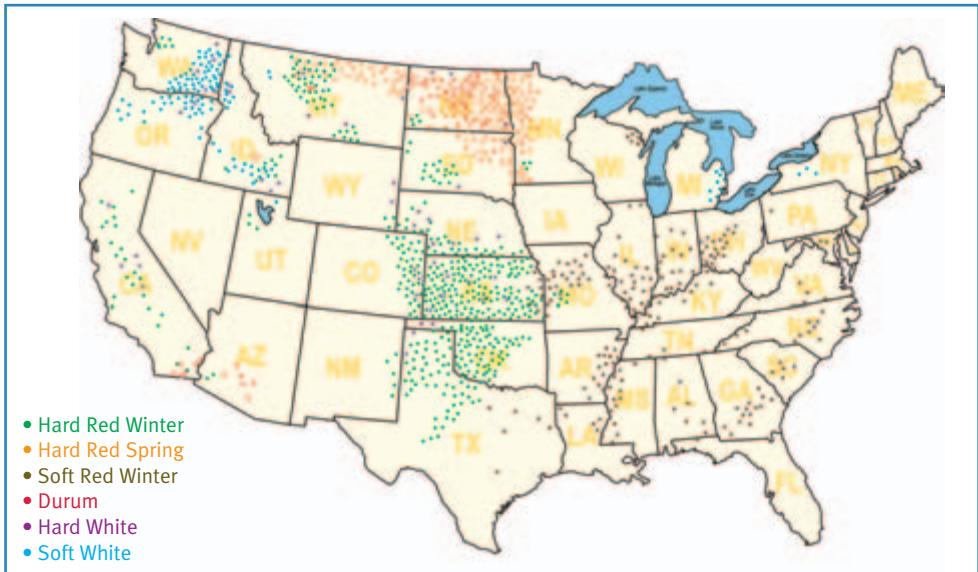 WA
MT
ND
MN
ME
OR
ID
SD
WI
MI
NY
WY
IA
PA
NE
NV
UT
CO
IL
IN
OH
CA
KS
MO
WV
VA
KY
AZ
NM
OK
AR
TN
NC
SC
MS
AL
GA
TX
LA
FL
• Hard Red Winter
• Hard Red Spring
• Soft Red Winter
• Durum
• Hard White
• Soft White